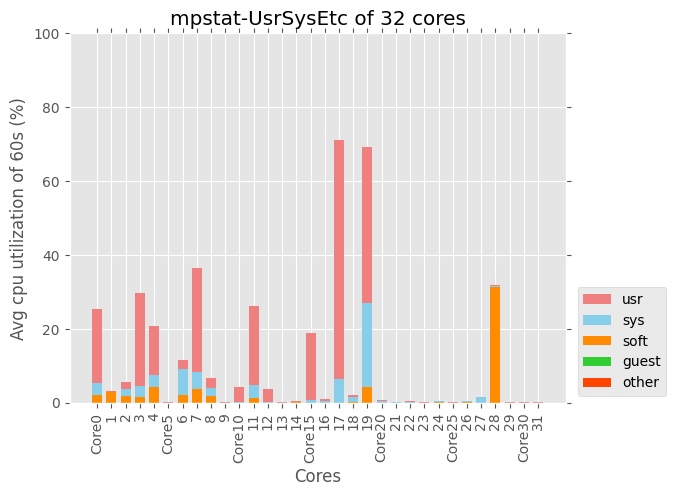 mpstat-UsrSysEtc of 32 cores
100
80
60
40
20
0
Avg cpu utilization of 60s (%)
Core0
1
2
3
4
Core5
6
7
8
9
Core10
11
12
13
14
Core15
16
17
18
19
Core20
21
22
23
24
Core25
26
27
28
29
Core30
31
Cores
usr
sys
soft
guest
other